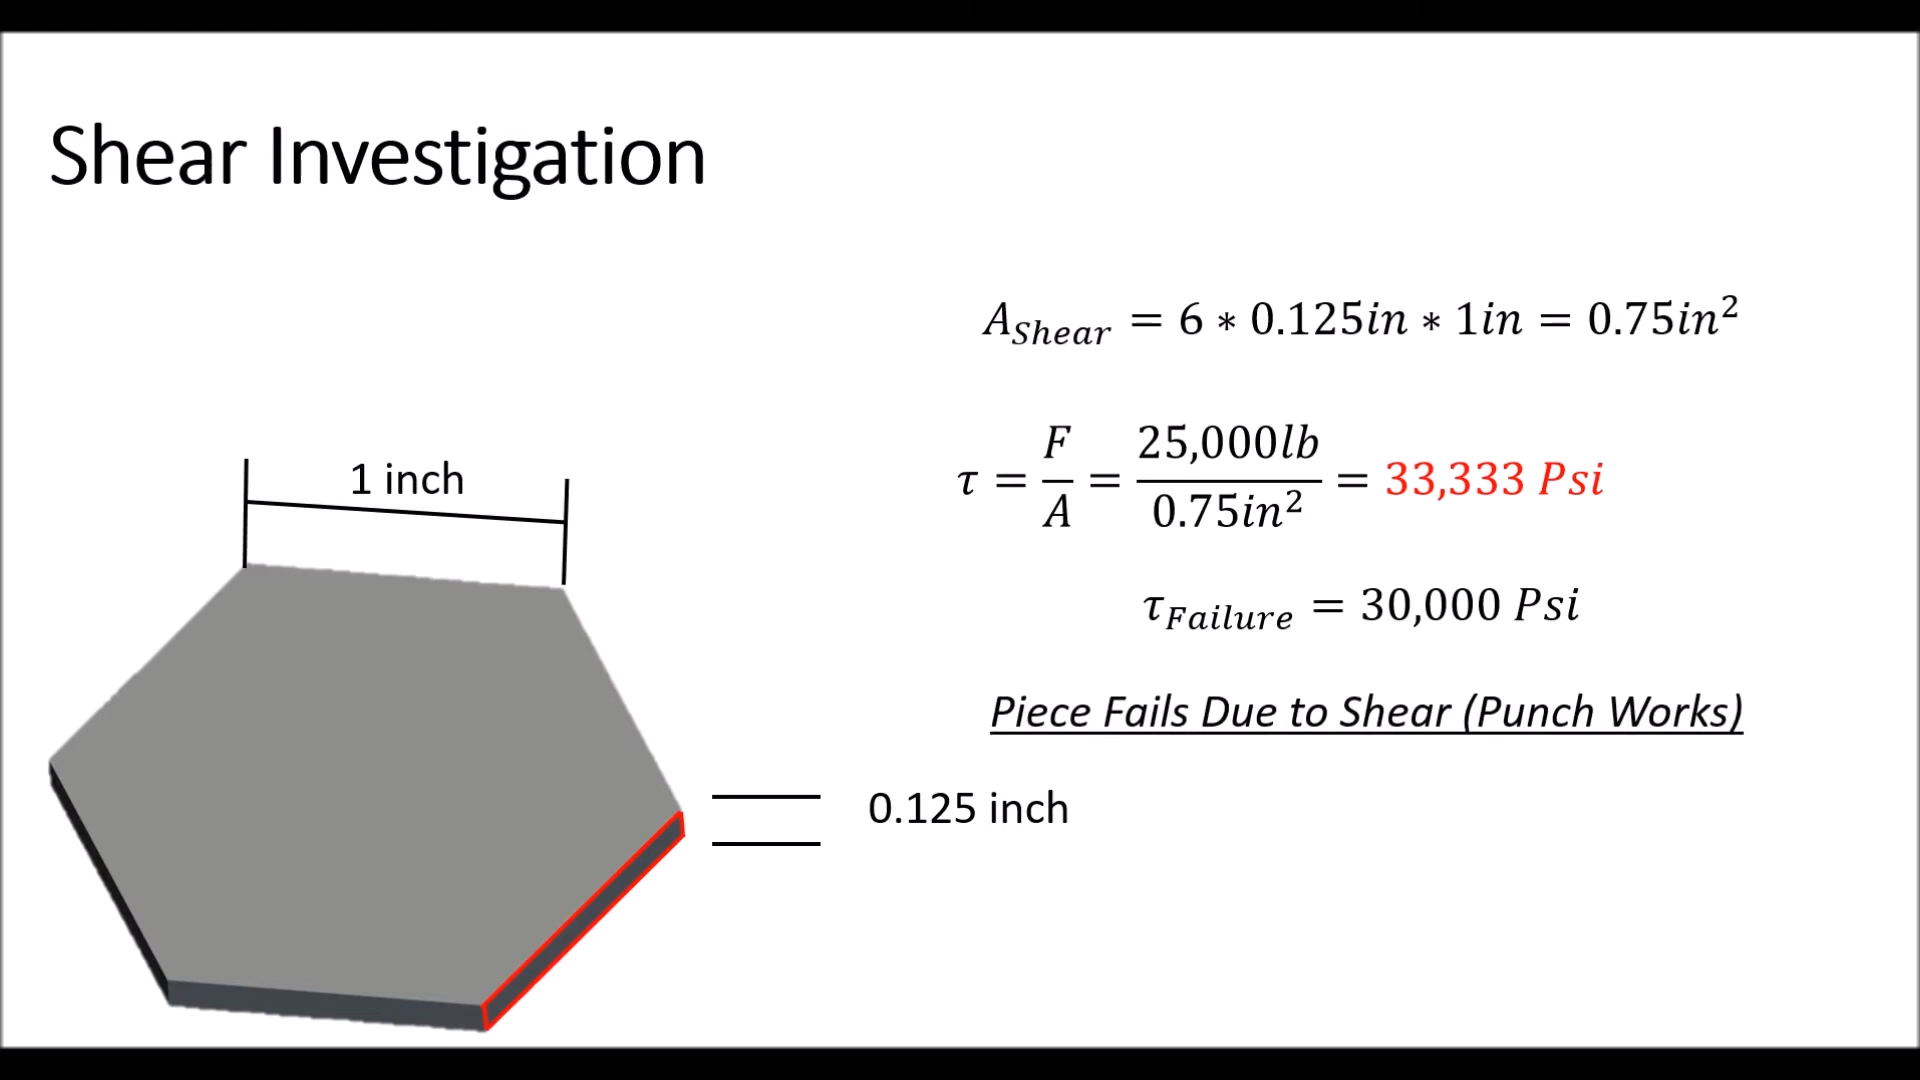 Shear Investigation
A_Shear = 6 * 0.125in * 1in = 0.75in²
τ = F/A = 25,000lb/0.75in² = 33,333 Psi
1 inch
τ_Failure = 30,000 Psi
Piece Fails Due to Shear (Punch Works)
0.125 inch